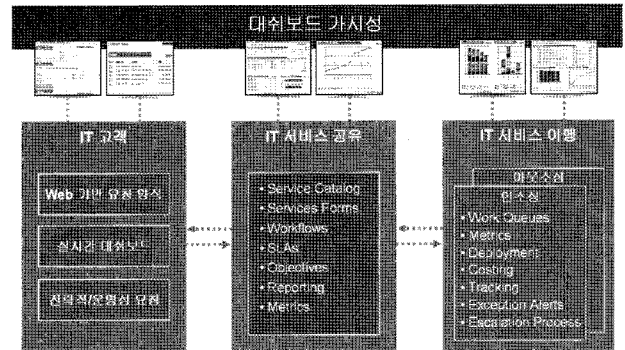 대쉬보드 가시성
IT 고객
Web 기반 요청 양식
실시간 대쉬보드
전략적/운영상 요청
IT 서비스 공유
• Service Catalog
• Services Forms
• Workflows
• SLAs
• Objectives
• Reporting
• Metrics
IT 서비스 이행
아웃소싱
인소싱
• Work Queues
• Metrics
• Deployment
• Costing
• Tracking
• Exception Alerts
• Escalation Process